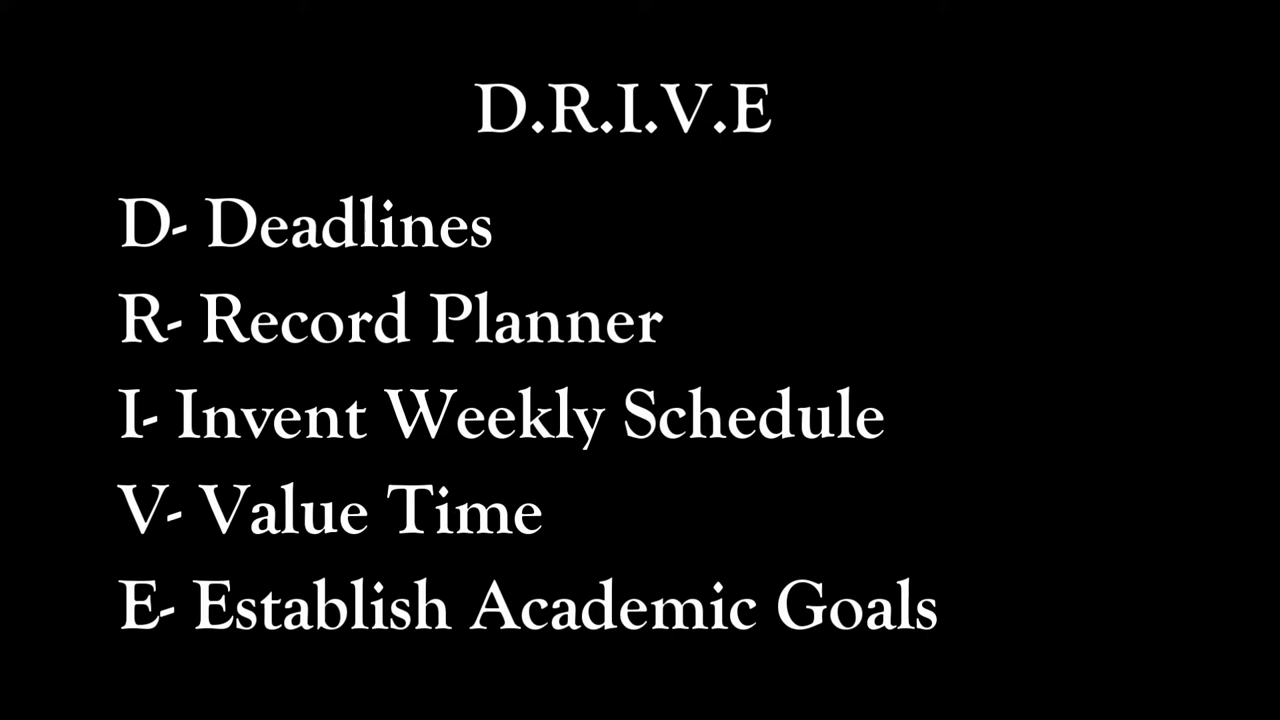 D.R.I.V.E
D- Deadlines
R- Record Planner
I- Invent Weekly Schedule
V- Value Time
E- Establish Academic Goals